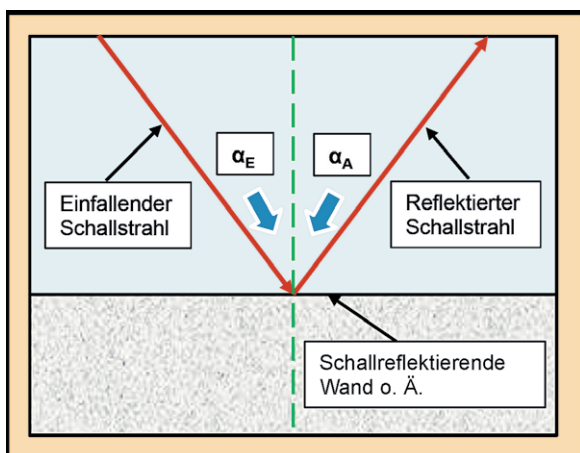 α_E
α_A
Einfallender
Schallstrahl
Reflektierter
Schallstrahl
Schallreflektierende
Wand o. Ä.